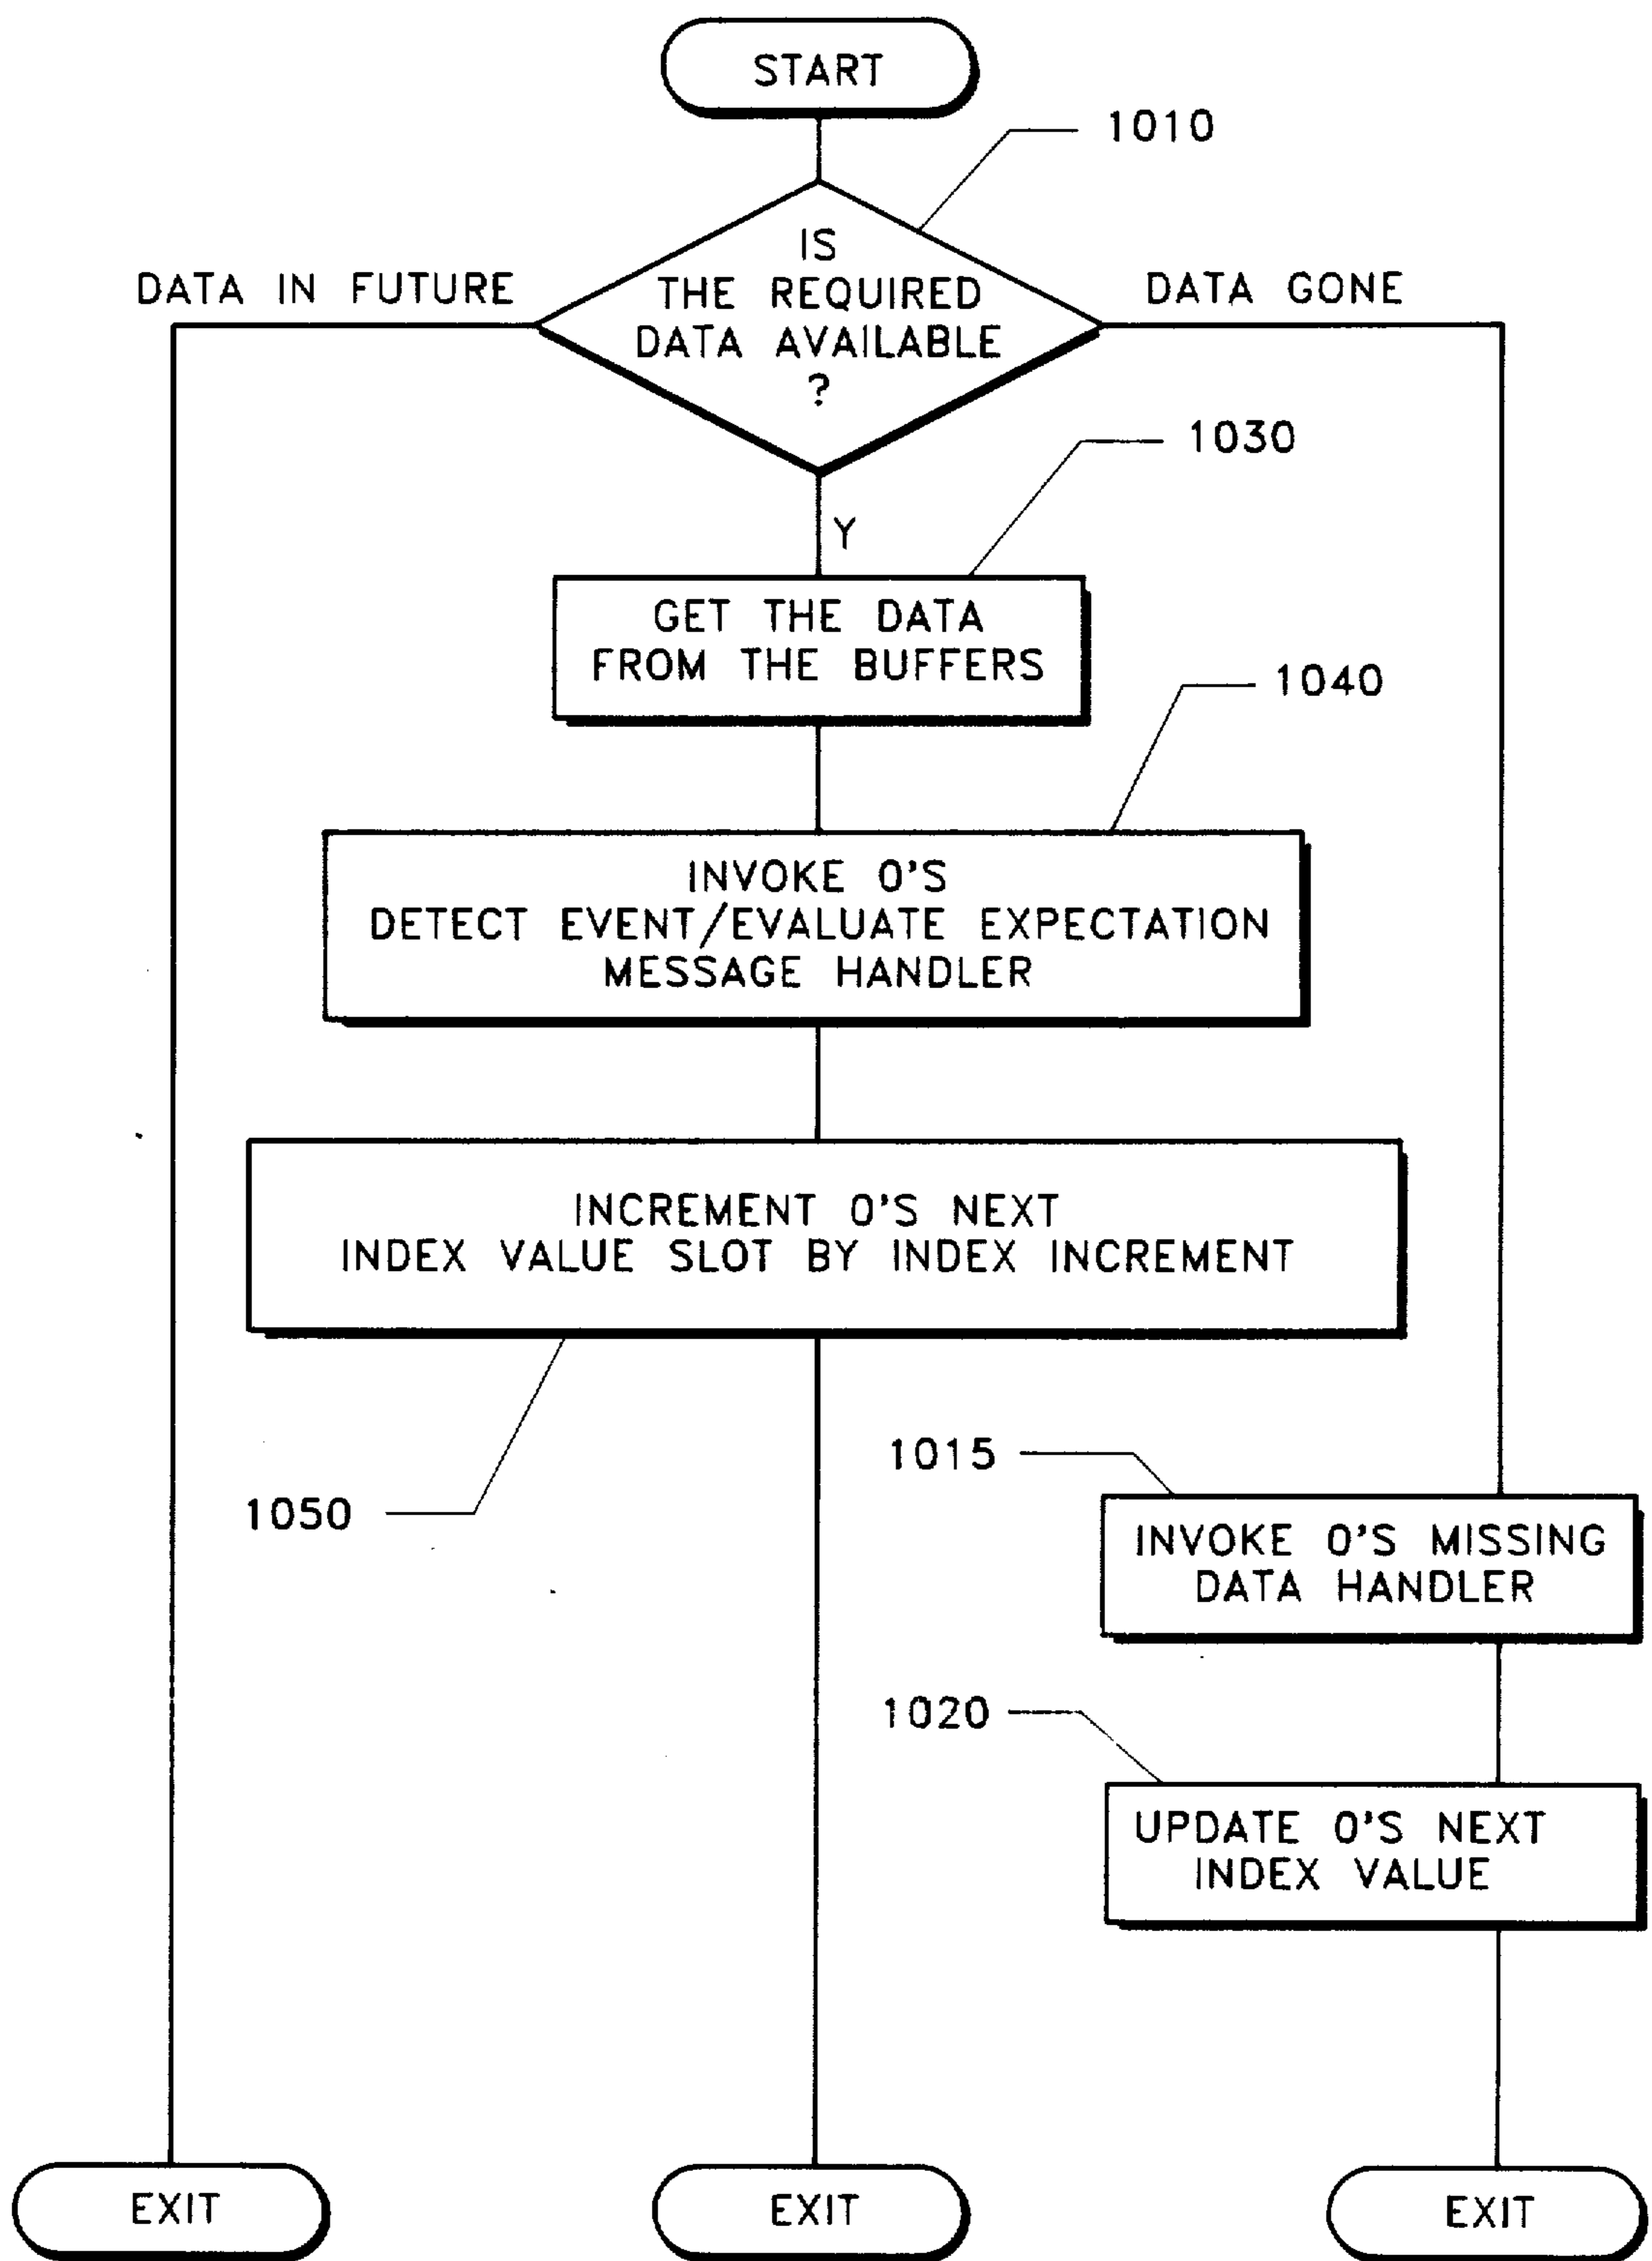 START
1010
IS
THE REQUIRED
DATA AVAILABLE
?
DATA IN FUTURE
DATA GONE
1030
Y
GET THE DATA
FROM THE BUFFERS
1040
INVOKE O'S
DETECT EVENT/EVALUATE EXPECTATION
MESSAGE HANDLER
INCREMENT O'S NEXT
INDEX VALUE SLOT BY INDEX INCREMENT
1050
1015
INVOKE O'S MISSING
DATA HANDLER
1020
UPDATE O'S NEXT
INDEX VALUE
EXIT
EXIT
EXIT